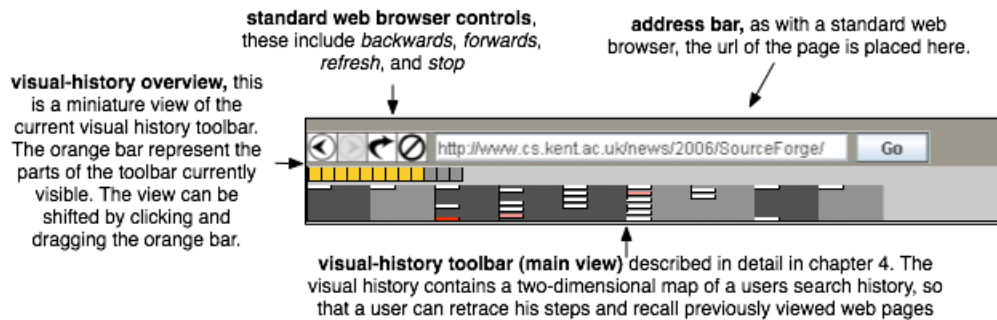 standard web browser controls,
these include backwards, forwards,
refresh, and stop
address bar, as with a standard web
browser, the url of the page is placed here.
visual-history overview, this
is a miniature view of the
current visual history toolbar.
The orange bar represent the
parts of the toolbar currently
visible. The view can be
shifted by clicking and
dragging the orange bar.
http://www.cs.kent.ac.uk/news/2006/SourceForge/
Go
visual-history toolbar (main view) described in detail in chapter 4. The
visual history contains a two-dimensional map of a users search history, so
that a user can retrace his steps and recall previously viewed web pages